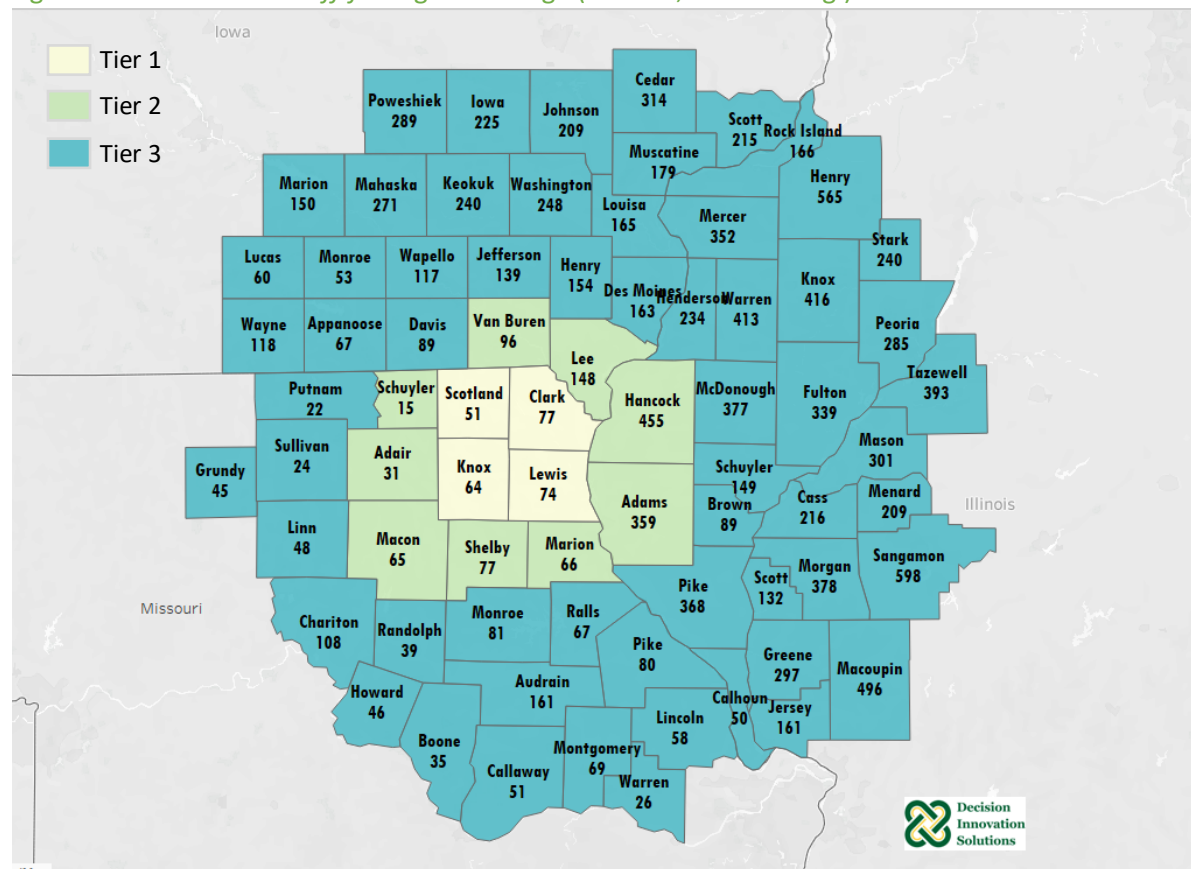 Iowa
Tier 1
Tier 2
Tier 3
Cedar
314
Poweshiek
289
Iowa
225
Johnson
209
Scott
215
Rock Island
166
Muscatine
179
Henry
565
Marion
150
Mahaska
271
Keokuk
240
Washington
248
Louisa
165
Mercer
352
Stark
240
Lucas
60
Monroe
53
Wapello
117
Jefferson
139
Henry
154
Des Moines
163
Henderson
234
Warren
413
Knox
416
Wayne
118
Appanoose
67
Davis
89
Van Buren
96
Peoria
285
Lee
148
Tazewell
393
Putnam
22
Schuyler
15
Scotland
51
Clark
77
Hancock
455
McDonough
377
Fulton
339
Sullivan
24
Mason
301
Grundy
45
Adair
31
Knox
64
Lewis
74
Schuyler
149
Adams
359
Brown
89
Cass
216
Menard
209
Illinois
Linn
48
Macon
65
Shelby
77
Marion
66
Sangamon
598
Morgan
378
Scott
132
Pike
368
Missouri
Chariton
108
Randolph
39
Monroe
81
Ralls
67
Pike
80
Greene
297
Macoupin
496
Audrain
161
Howard
46
Calhoun
50
Jersey
161
Lincoln
58
Boone
35
Montgomery
69
Callaway
51
Warren
26
Decision
Innovation
Solutions